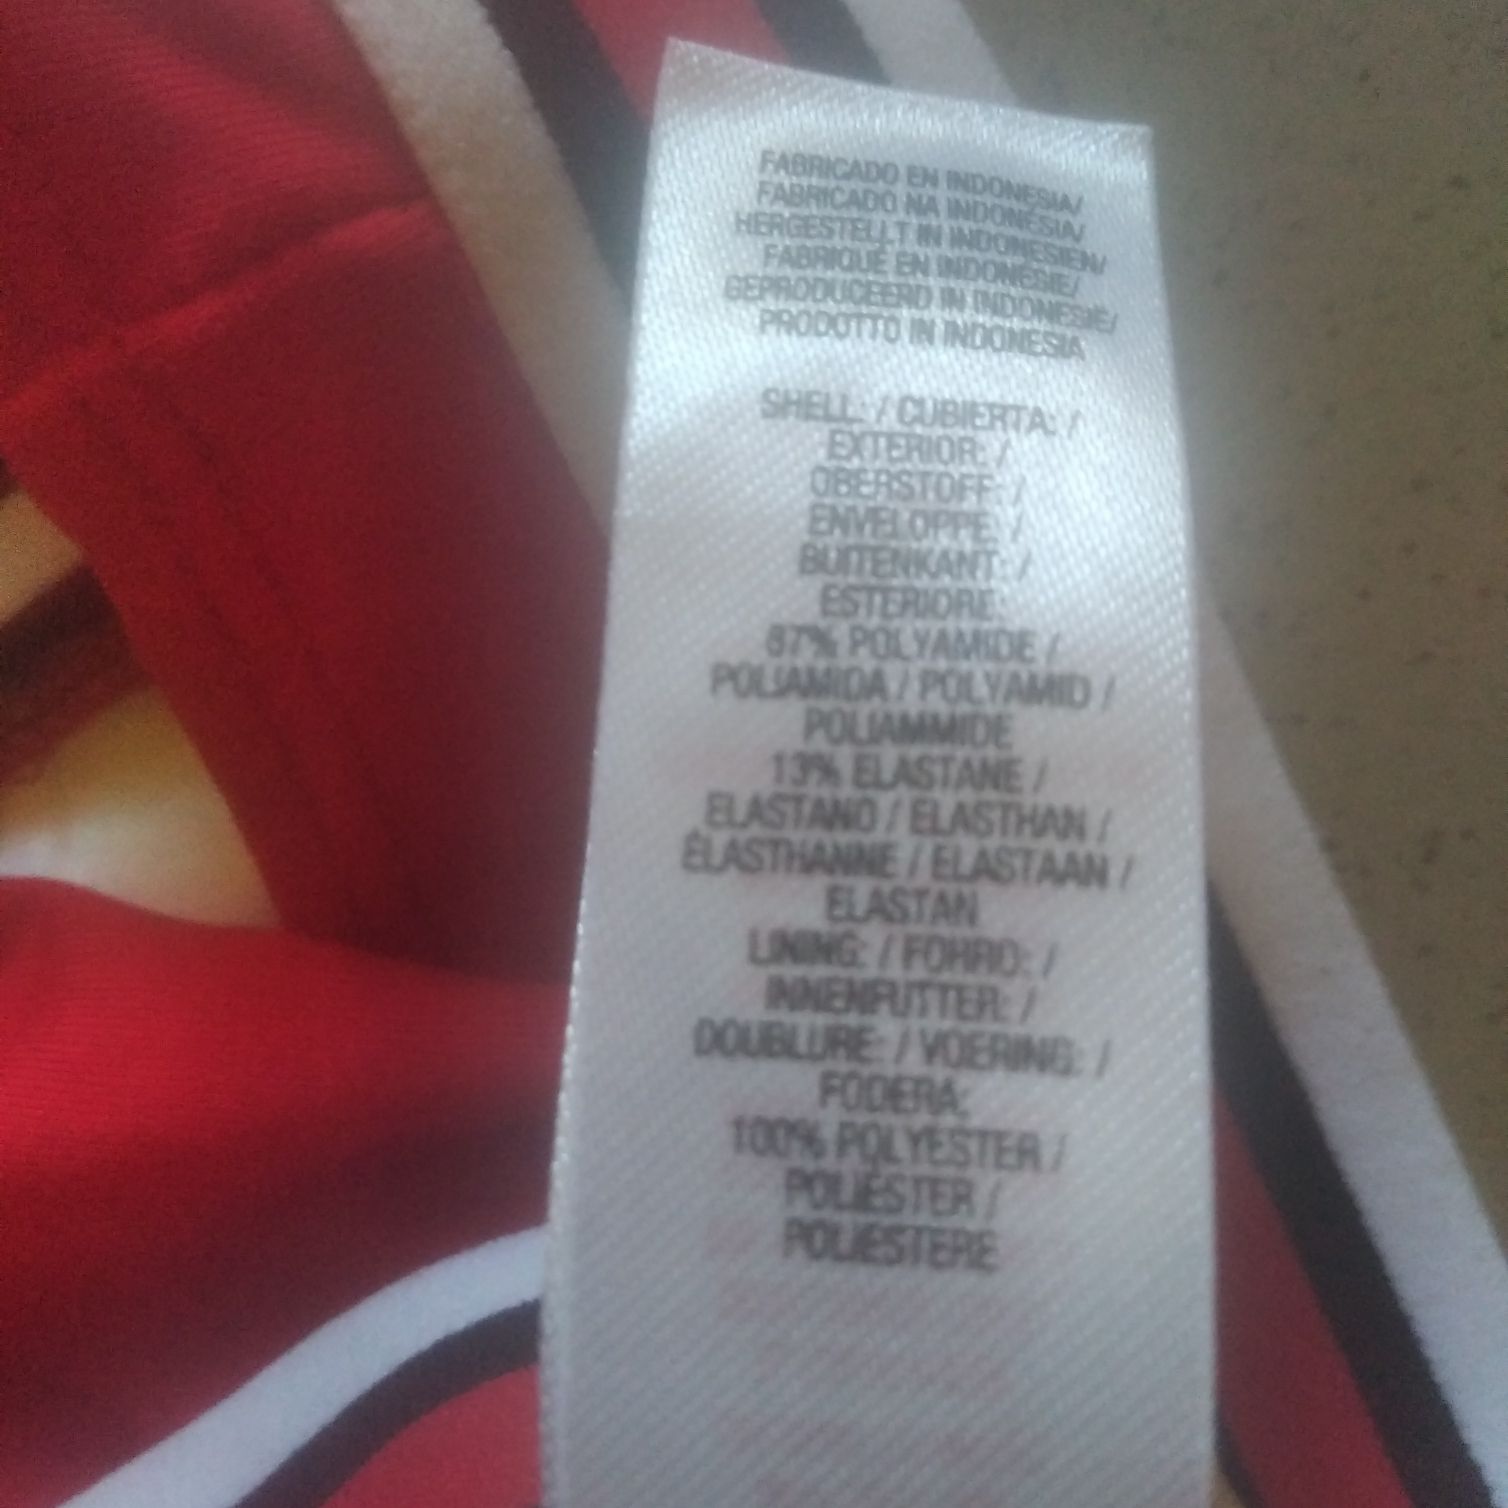 FABRICADO EN INDONESIA/
FABRICADO NA INDONÉSIA/
HERGESTELLT IN INDONESIEN/
FABRIQUÉ EN INDONÉSIE/
GEPRODUCEERD IN INDONESIË/
PRODOTTO IN INDONESIA
SHELL: / CUBIERTA: /
EXTERIOR: /
OBERSTOFF: /
ENVELOPPE: /
BUITENKANT: /
ESTERIORE:
87% POLYAMIDE /
POLIAMIDA / POLYAMID /
POLIAMMIDE
13% ELASTANE /
ELASTANO / ELASTHAN /
ÉLASTHANNE / ELASTAAN /
ELASTAN
LINING: / FORRO: /
INNENFUTTER: /
DOUBLURE: / VOERING: /
FODERA:
100% POLYESTER /
POLIÉSTER /
POLIESTERE